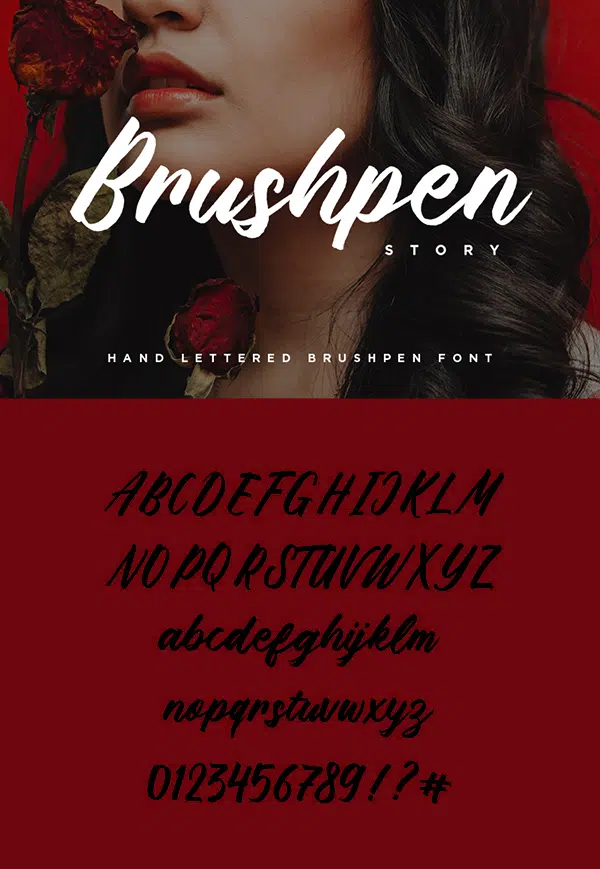 Brushpen
STORY
HAND LETTERED BRUSHPEN FONT
ABCDEFGHIJKLM
NOPQRSTUVWXYZ
abcdefghijklm
nopqrstuvwxyz
0123456789!?#